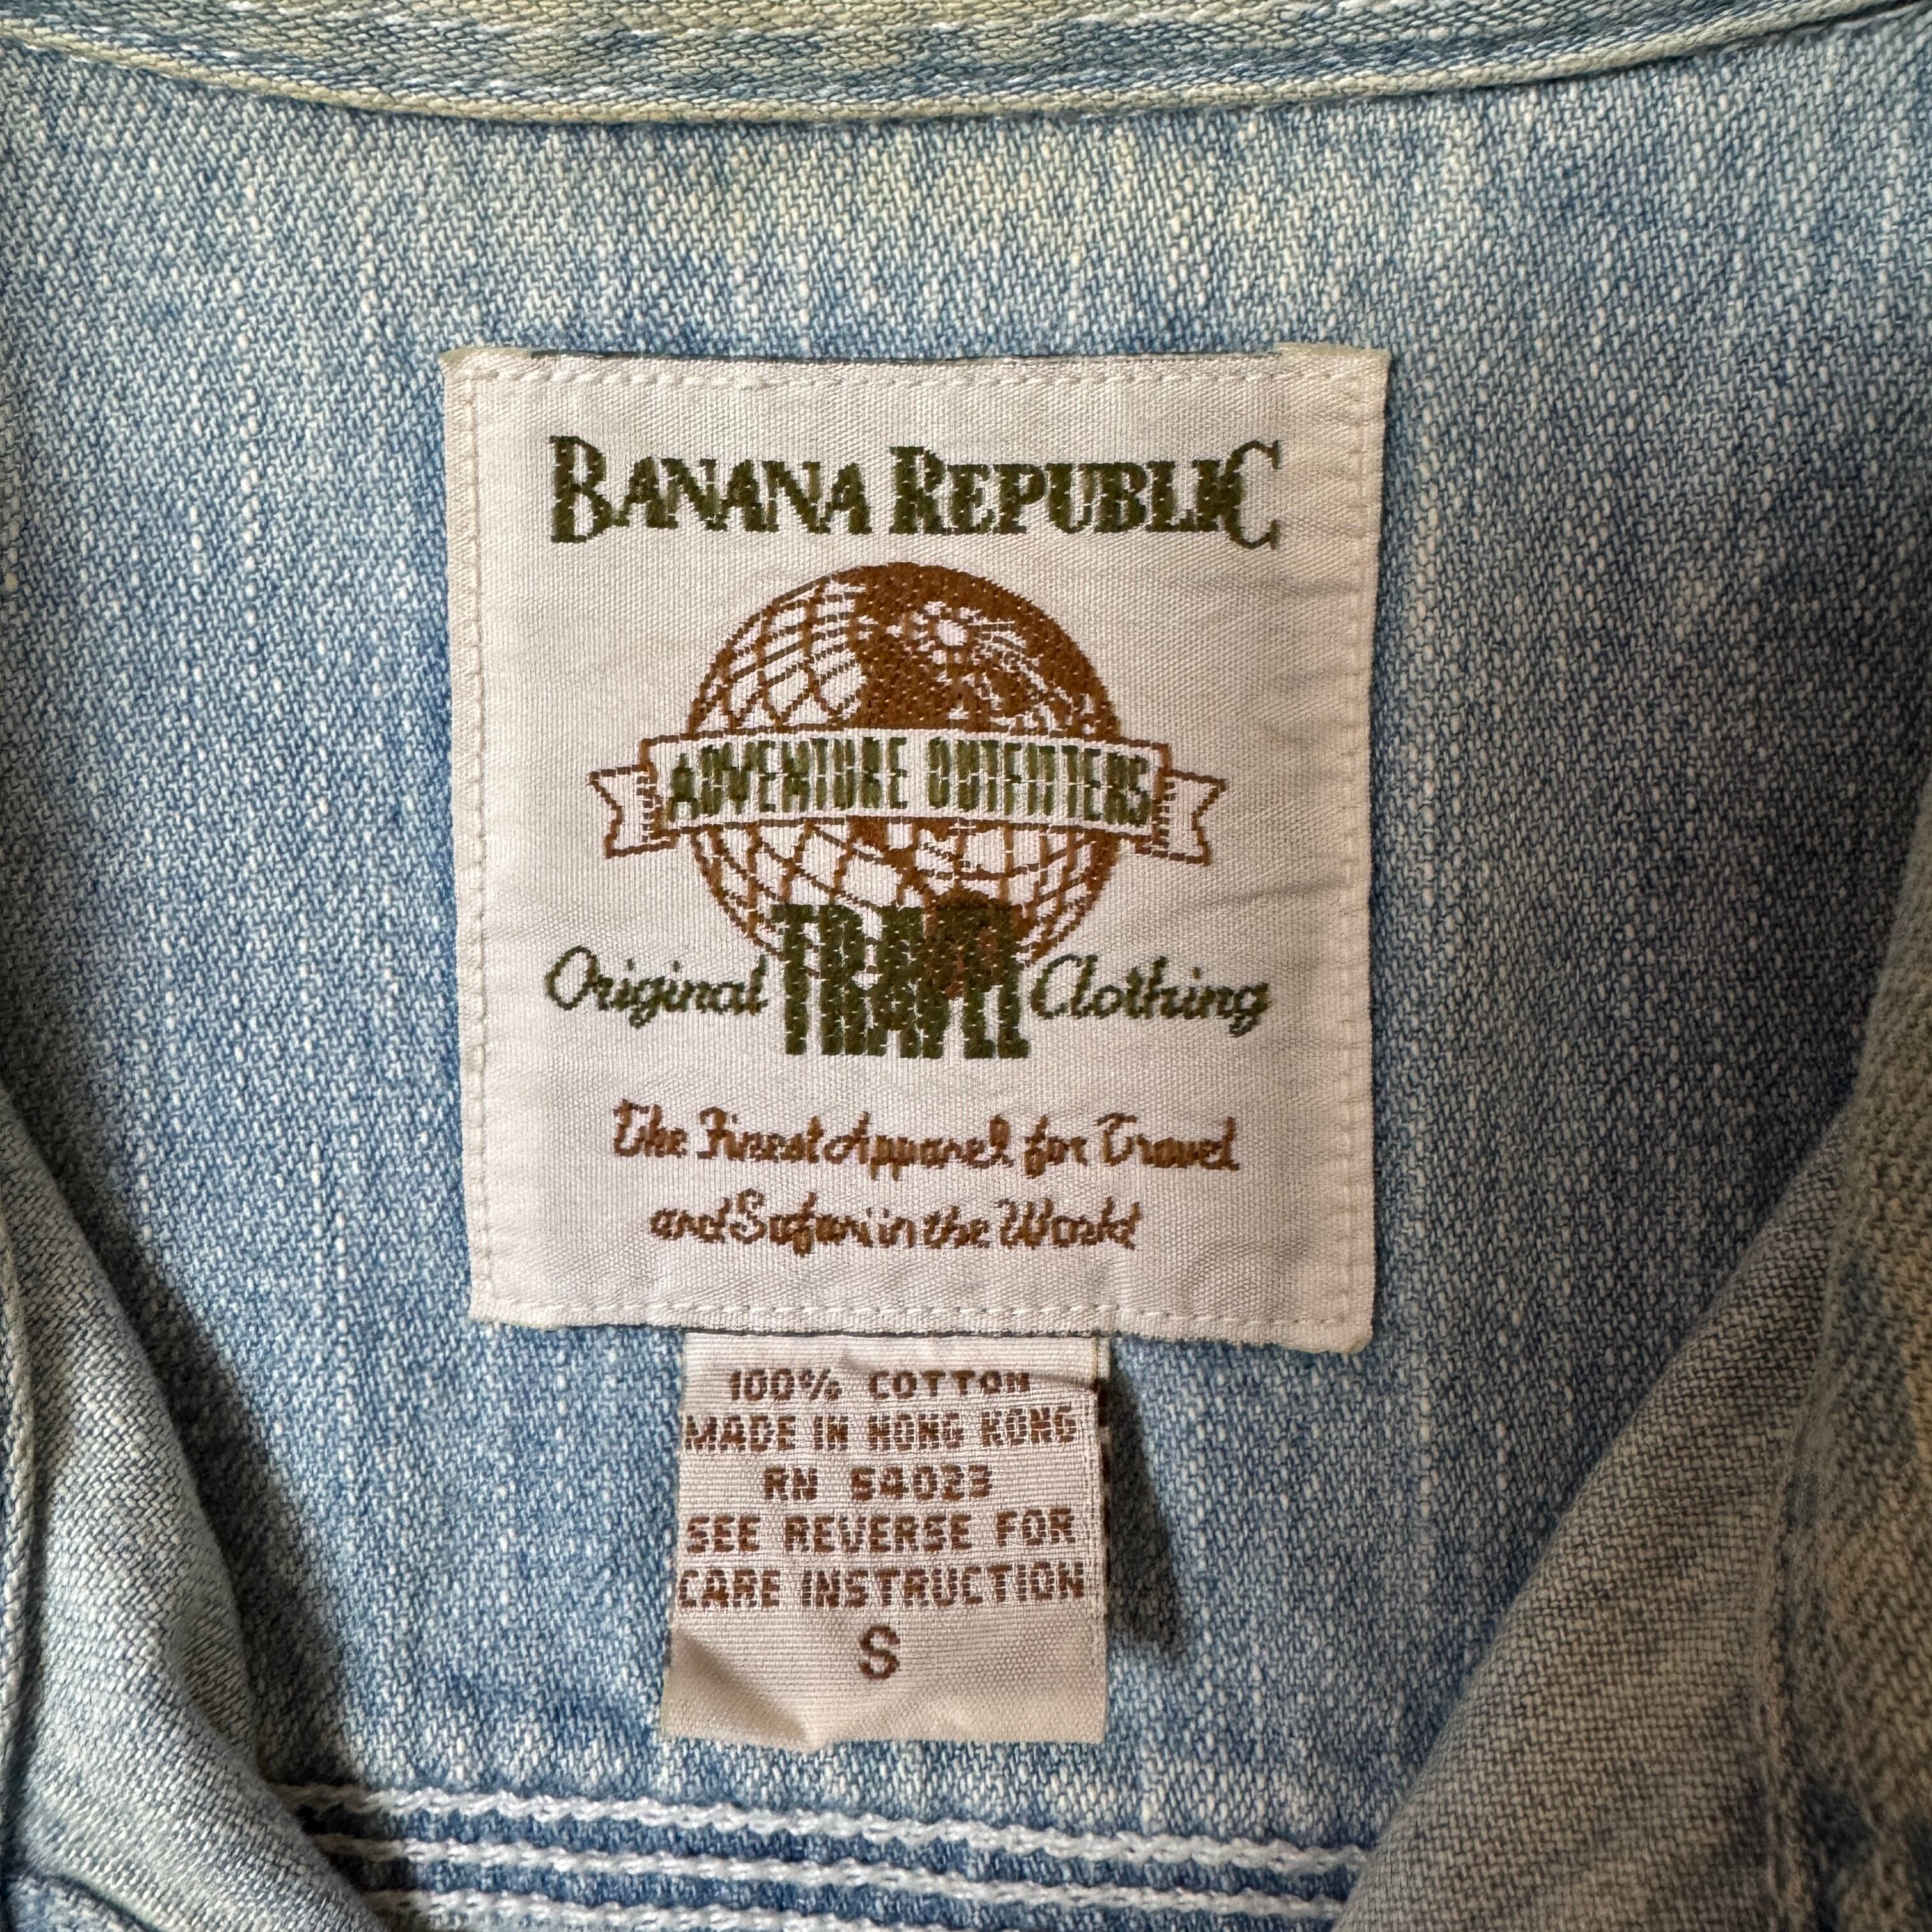 BANANA REPUBLIC
ADVENTURE OUTFITTERS
Original TRAVEL Clothing
The Finest Apparel for Travel
and Safari in the World
100% COTTON
MADE IN HONG KONG
RN 54023
SEE REVERSE FOR
CARE INSTRUCTION
S